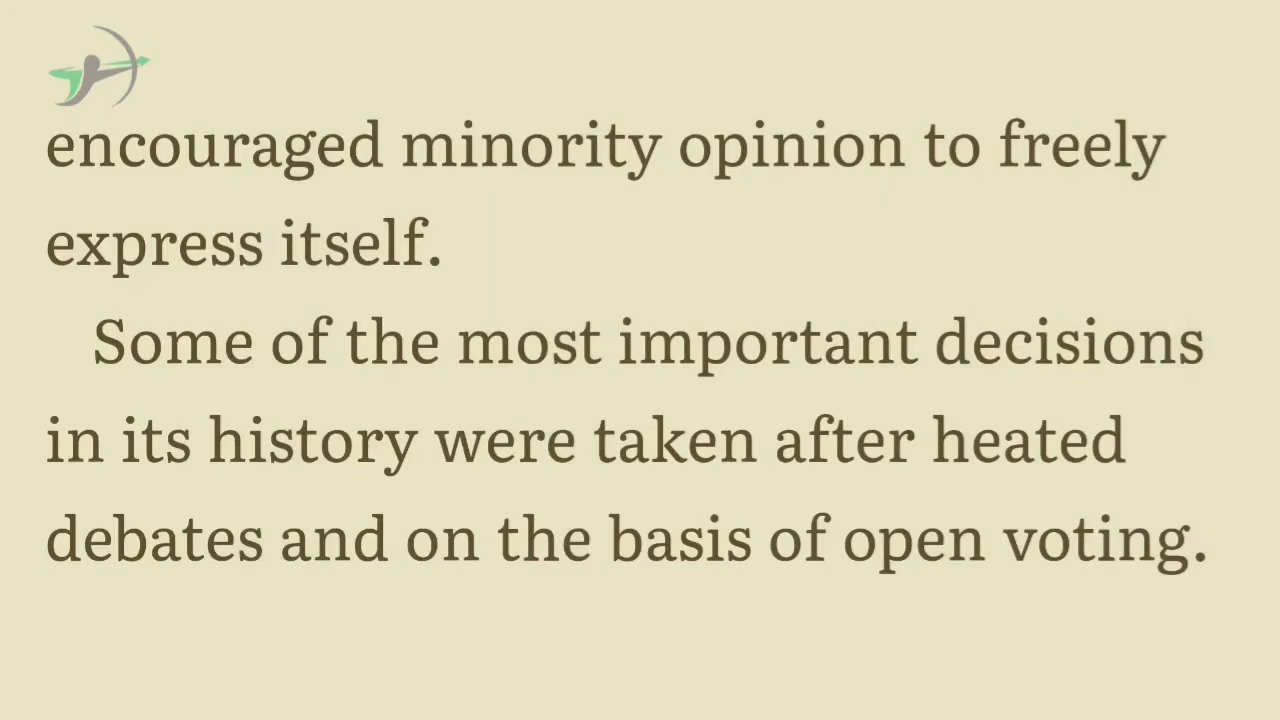 encouraged minority opinion to freely
express itself.
Some of the most important decisions
in its history were taken after heated
debates and on the basis of open voting.